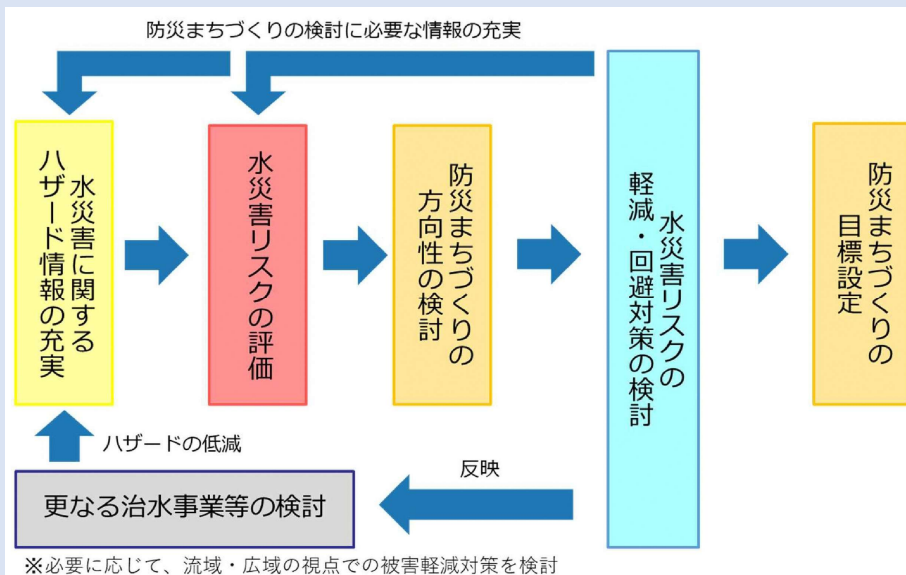 防災まちづくりの検討に必要な情報の充実
水災害に関する
ハザード情報の充実
水災害リスクの評価
防災まちづくりの
方向性の検討
水災害リスクの
軽減・回避対策の検討
防災まちづくりの
目標設定
ハザードの低減
反映
更なる治水事業等の検討
※必要に応じて、流域・広域の視点での被害軽減対策を検討